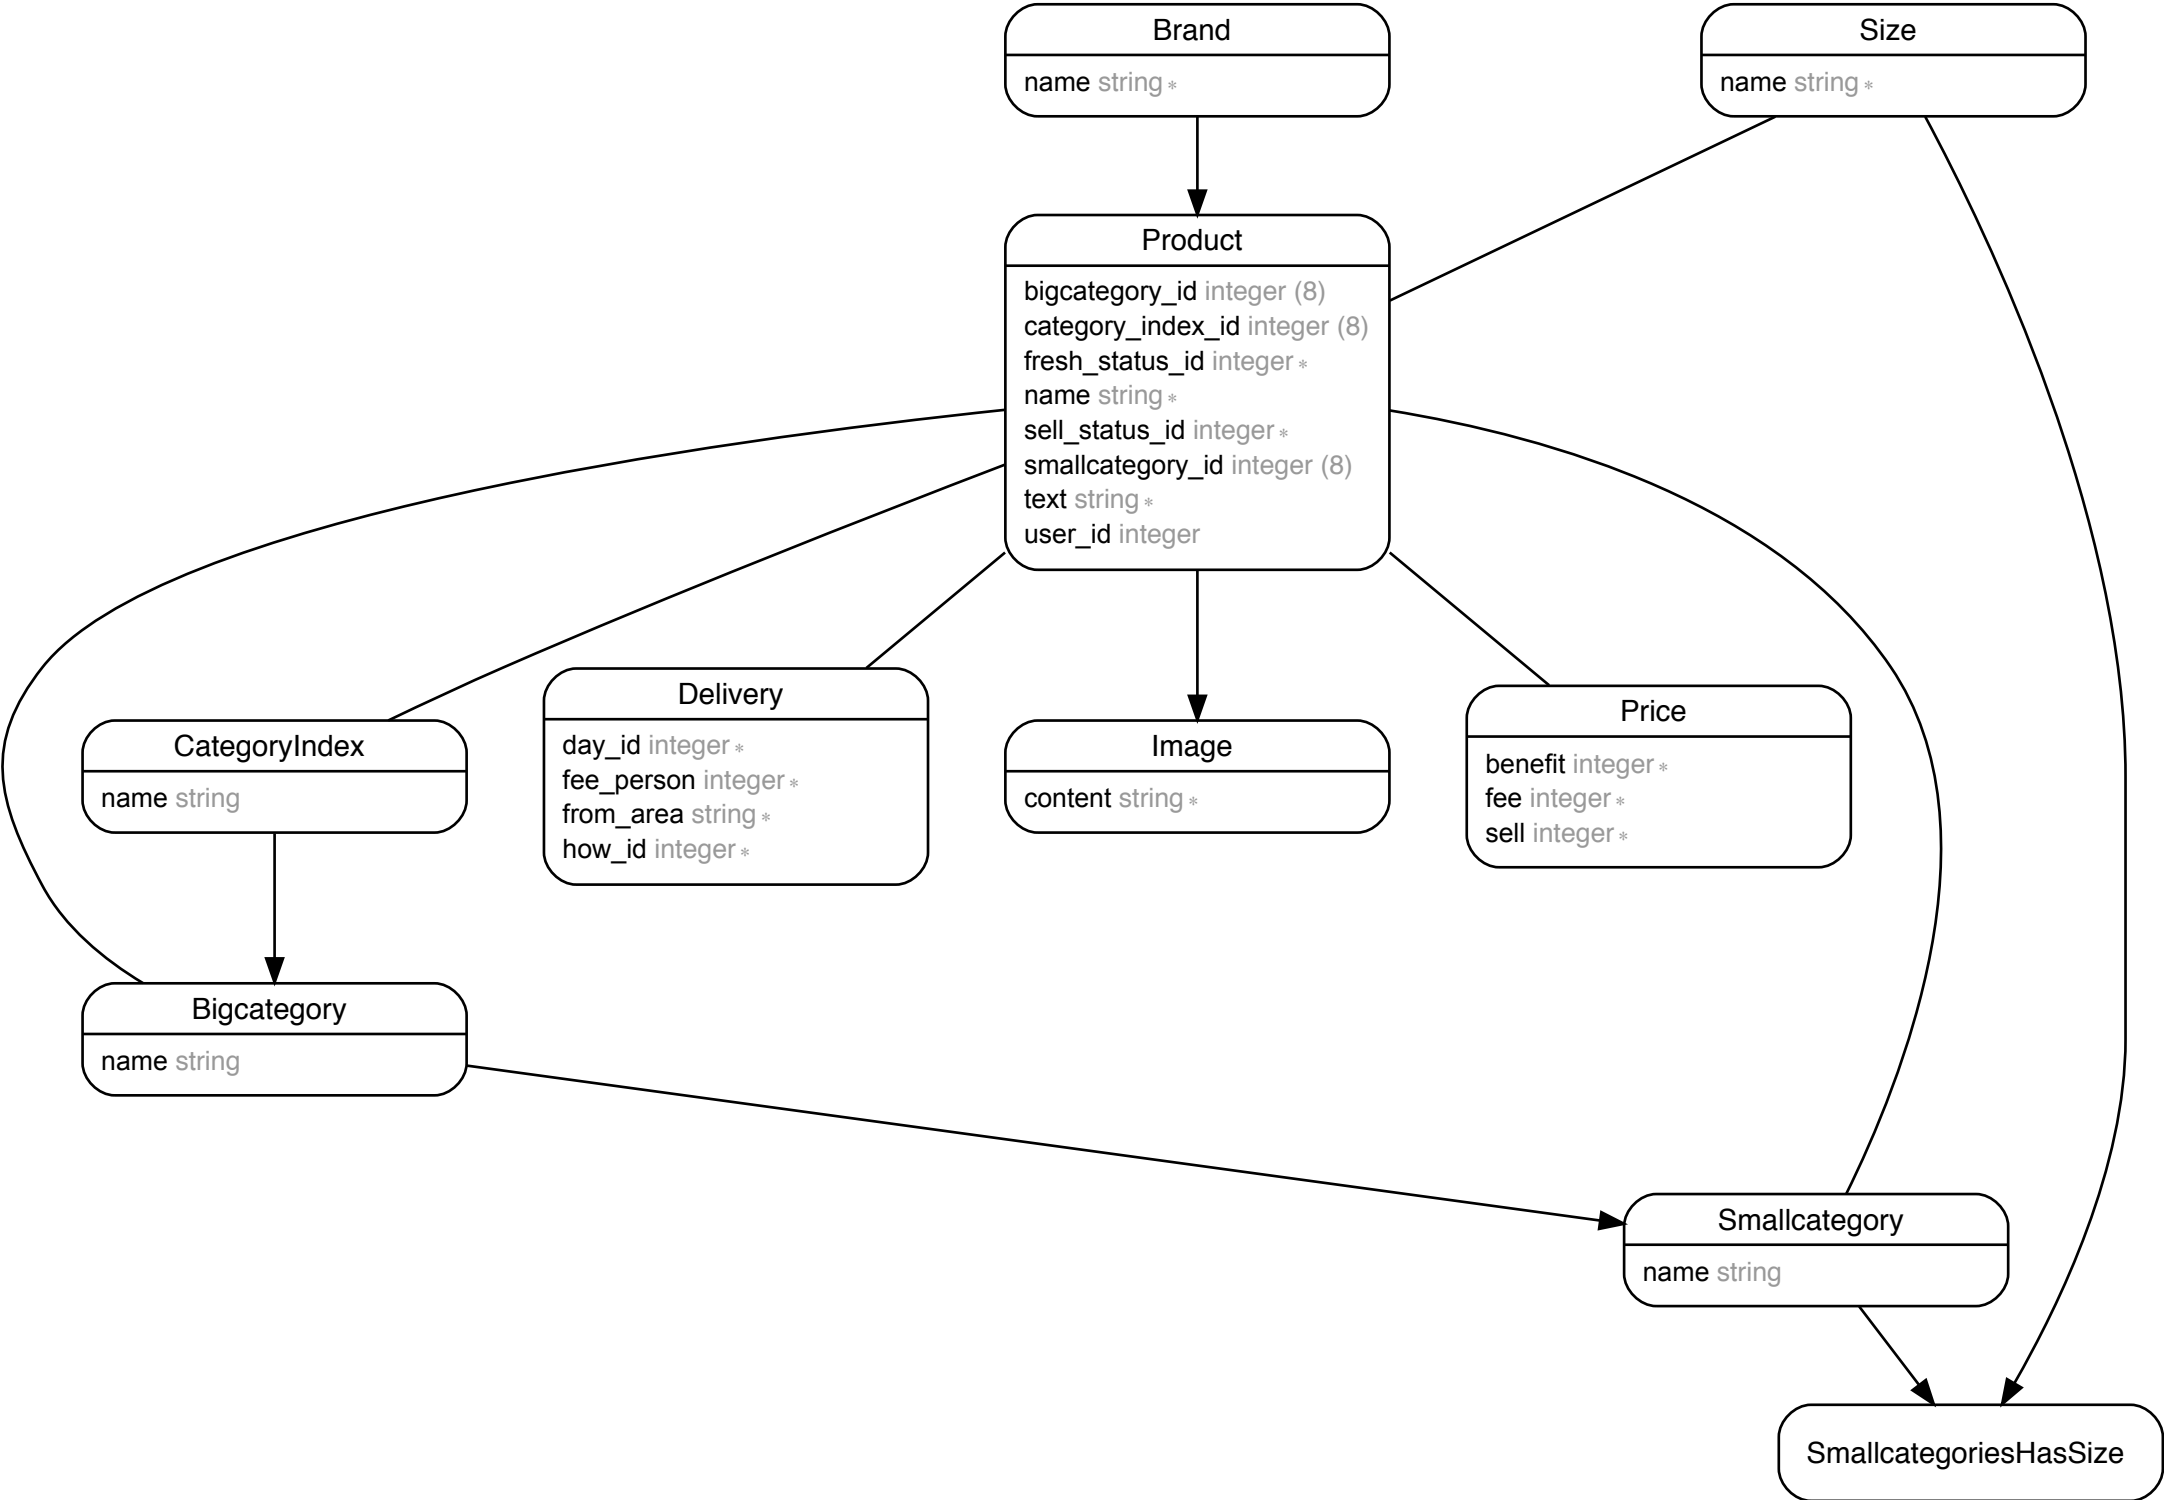 Brand
name string *
Size
name string *
Product
bigcategory_id integer (8)
category_index_id integer (8)
fresh_status_id integer *
name string *
sell_status_id integer *
smallcategory_id integer (8)
text string *
user_id integer
CategoryIndex
name string
Delivery
day_id integer *
fee_person integer *
from_area string *
how_id integer *
Image
content string *
Price
benefit integer *
fee integer *
sell integer *
Bigcategory
name string
Smallcategory
name string
SmallcategoriesHasSize